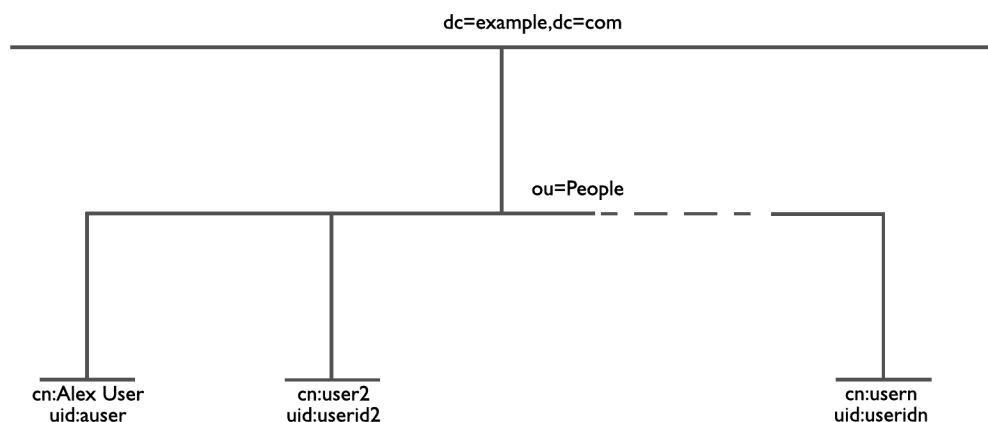 dc=example,dc=com
ou=People
cn:Alex User
uid:auser
cn:user2
uid:userid2
cn:usern
uid:useridn